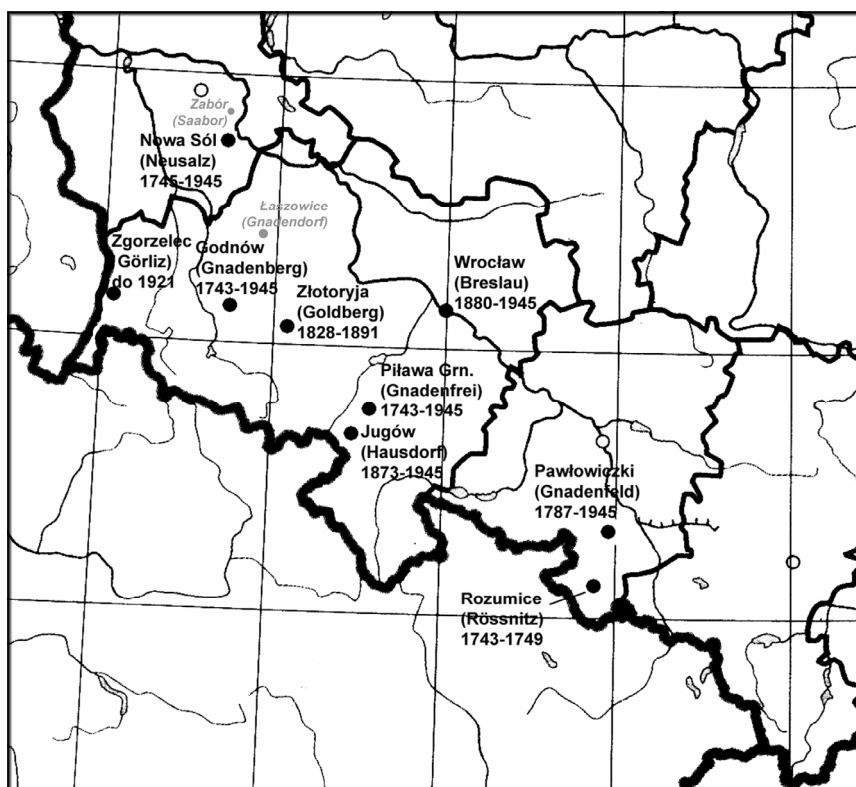 Zabór
(Saabor)
Nowa Sól
(Neusalz)
1745-1945
Łaszowice
(Gnadendorf)
Zgorzelec
Görliz)
do 1921
Godnów
(Gnadenberg)
1743-1945
Złotoryja
(Goldberg)
1828-1891
Wrocław
(Breslau)
1880-1945
Piława Grn.
(Gnadenfrei)
1743-1945
Jugów
(Hausdorf)
1873-1945
Pawłowiczki
(Gnadenfeld)
1787-1945
Rozumice
(Rössnitz)
1743-1749